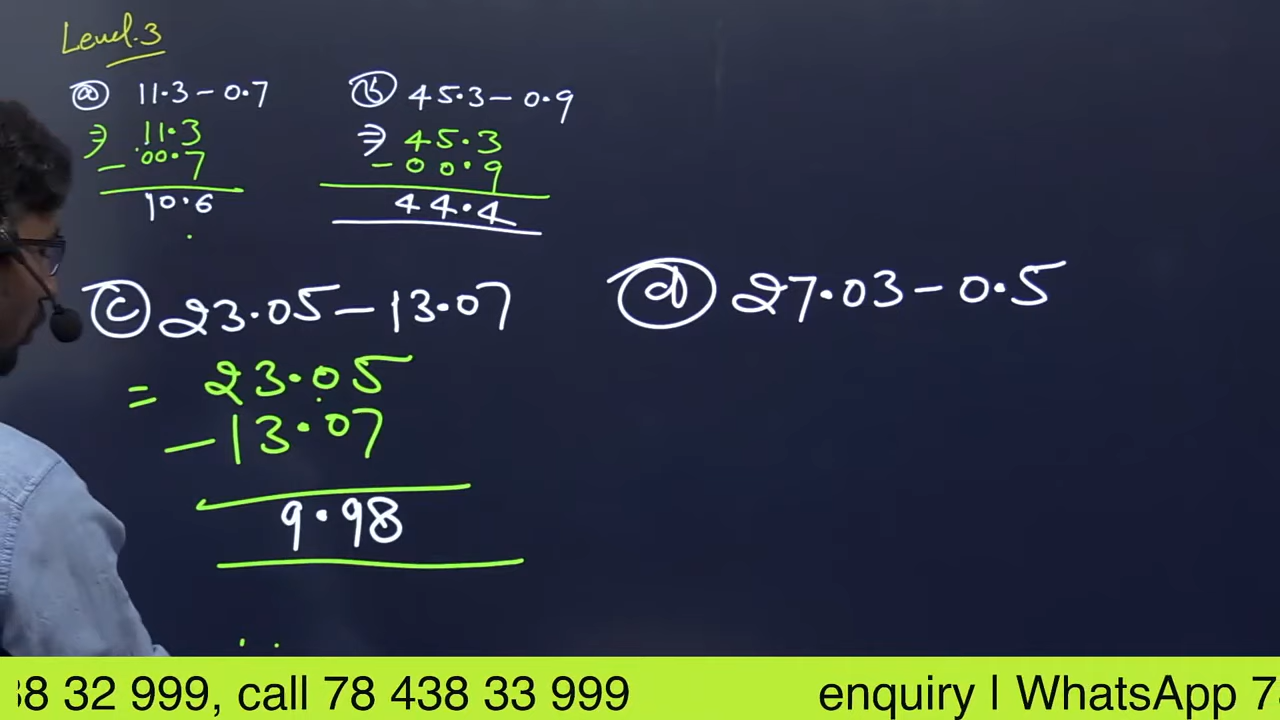 Level.3
ⓐ 11.3 - 0.7
⇒ 11.3
- 00.7
10.6
ⓑ 45.3 - 0.9
⇒ 45.3
- 00.9
44.4
ⓒ 23.05 - 13.07
= 23.05
- 13.07
9.98
ⓓ 27.03 - 0.5
38 32 999, call 78 438 33 999 enquiry | WhatsApp 7